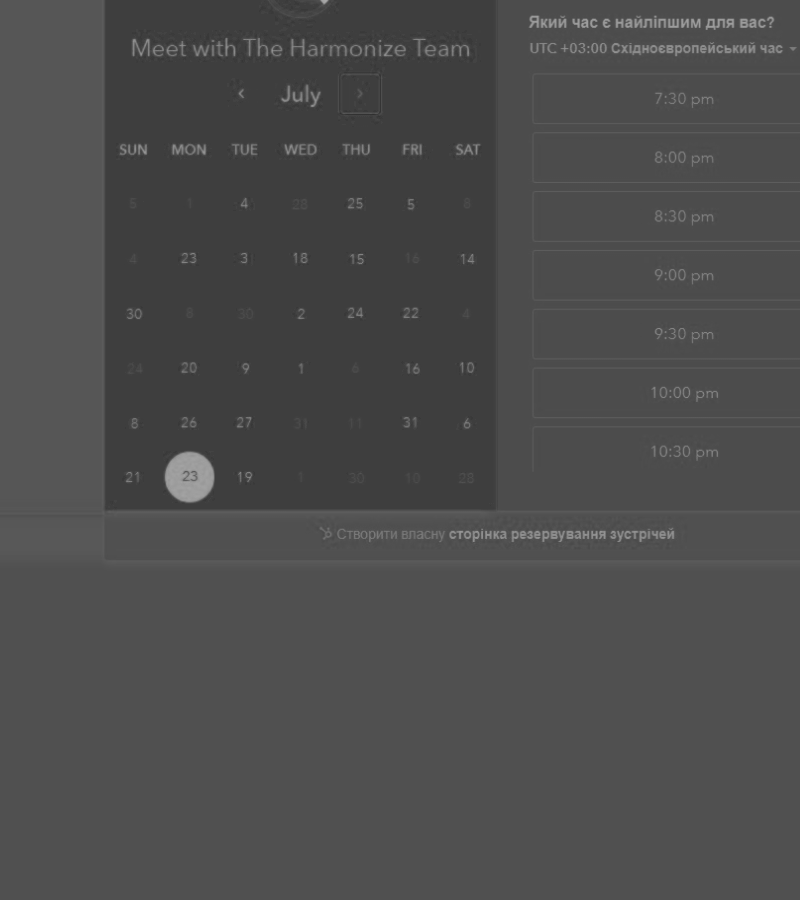 Meet with The Harmonize Team
‹ July ›
SUN MON TUE WED THU FRI SAT
5 1 4 28 25 5 8
4 23 3 18 15 16 14
30 8 30 2 24 22 4
24 20 9 1 6 16 10
8 26 27 31 11 31 6
21 23 19 1 30 10 28
Який час є найліпшим для вас?
UTC +03:00 Східноєвропейський час
7:30 pm
8:00 pm
8:30 pm
9:00 pm
9:30 pm
10:00 pm
10:30 pm
Створити власну сторінка резервування зустрічей